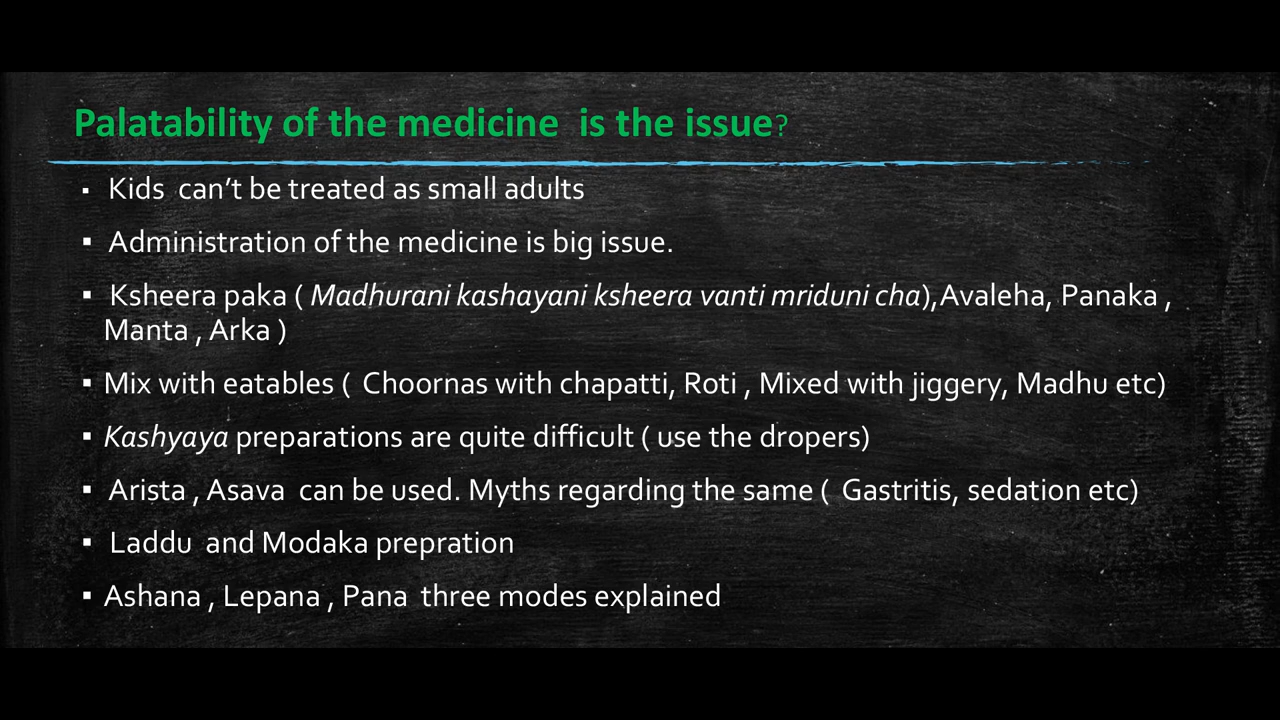 Palatability of the medicine  is the issue?
▪ Kids  can’t be treated as small adults
▪ Administration of the medicine is big issue.
▪ Ksheera paka ( Madhurani kashayani ksheera vanti mriduni cha),Avaleha, Panaka ,
Manta , Arka )
▪ Mix with eatables (  Choornas with chapatti, Roti , Mixed with jiggery, Madhu etc)
▪ Kashyaya preparations are quite difficult ( use the dropers)
▪ Arista , Asava  can be used. Myths regarding the same (  Gastritis, sedation etc)
▪ Laddu  and Modaka prepration
▪ Ashana , Lepana , Pana  three modes explained